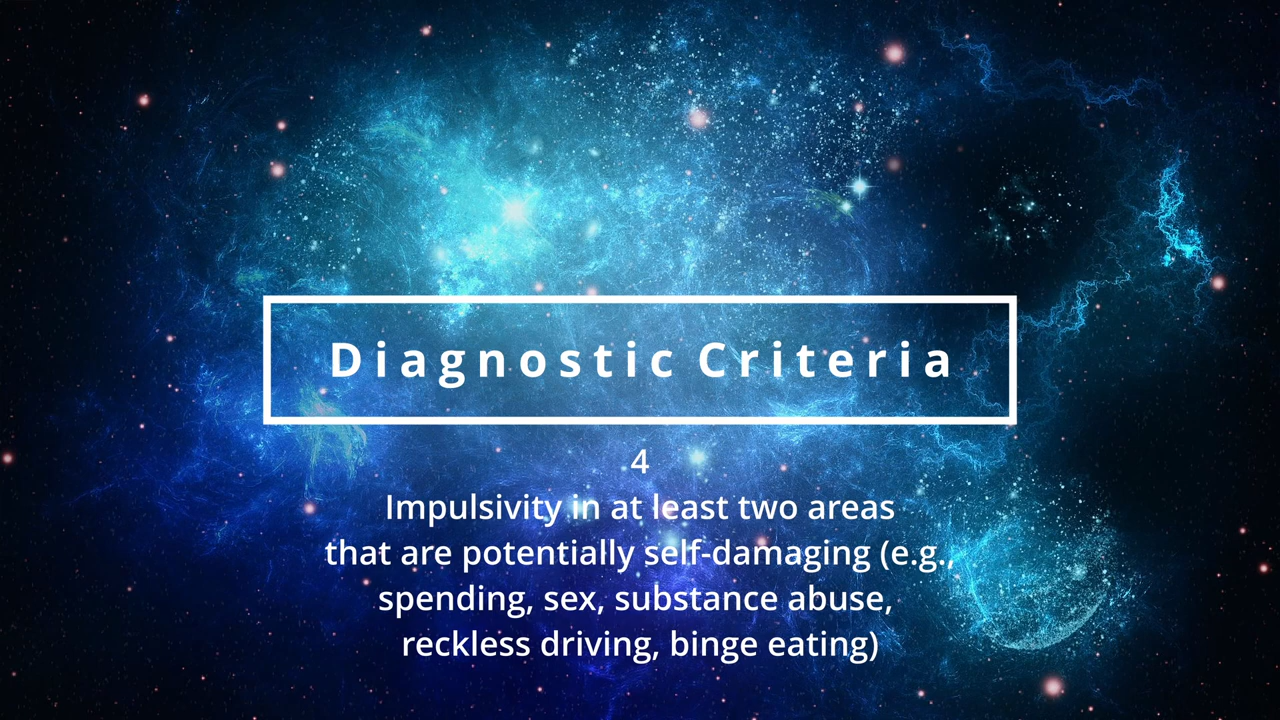 Diagnostic Criteria
4
Impulsivity in at least two areas
that are potentially self-damaging (e.g.,
spending, sex, substance abuse,
reckless driving, binge eating)